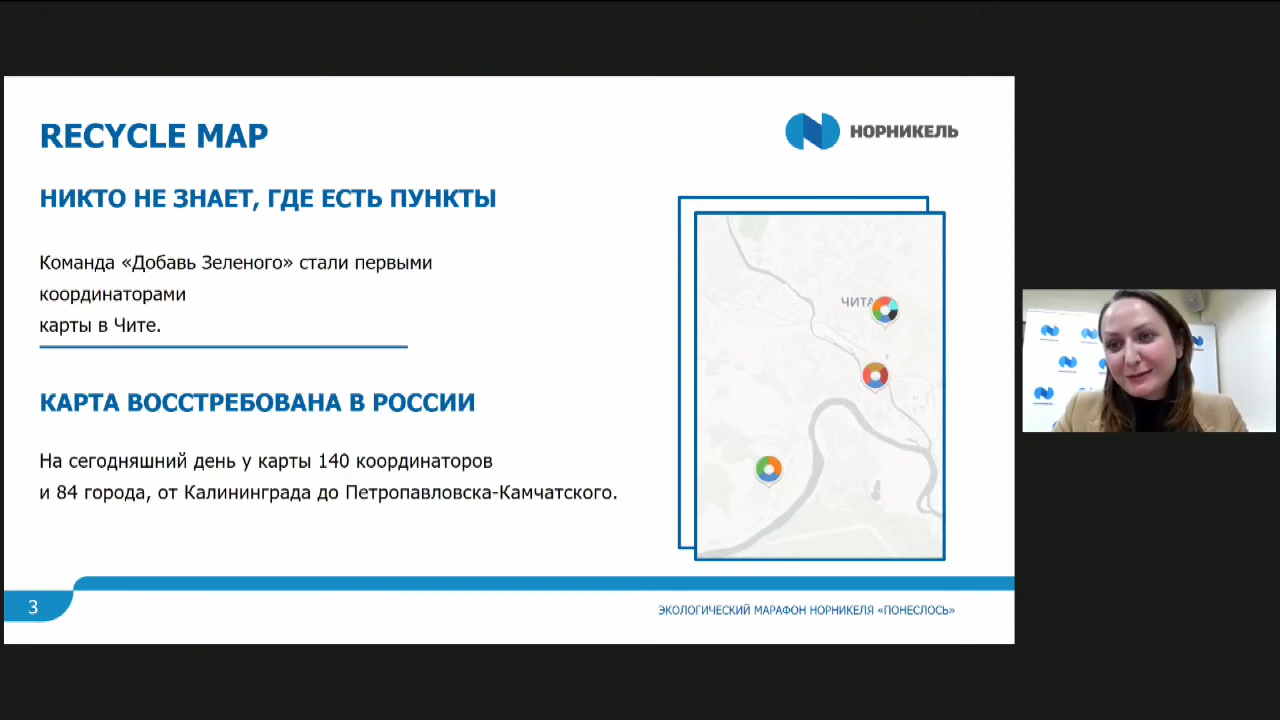 RECYCLE MAP
НОРНИКЕЛЬ
НИКТО НЕ ЗНАЕТ, ГДЕ ЕСТЬ ПУНКТЫ
Команда «Добавь Зеленого» стали первыми
координаторами
карты в Чите.
ЧИТА
КАРТА ВОССТРЕБОВАНА В РОССИИ
На сегодняшний день у карты 140 координаторов
и 84 города, от Калининграда до Петропавловска-Камчатского.
3
ЭКОЛОГИЧЕСКИЙ МАРАФОН НОРНИКЕЛЯ «ПОНЕСЛОСЬ»